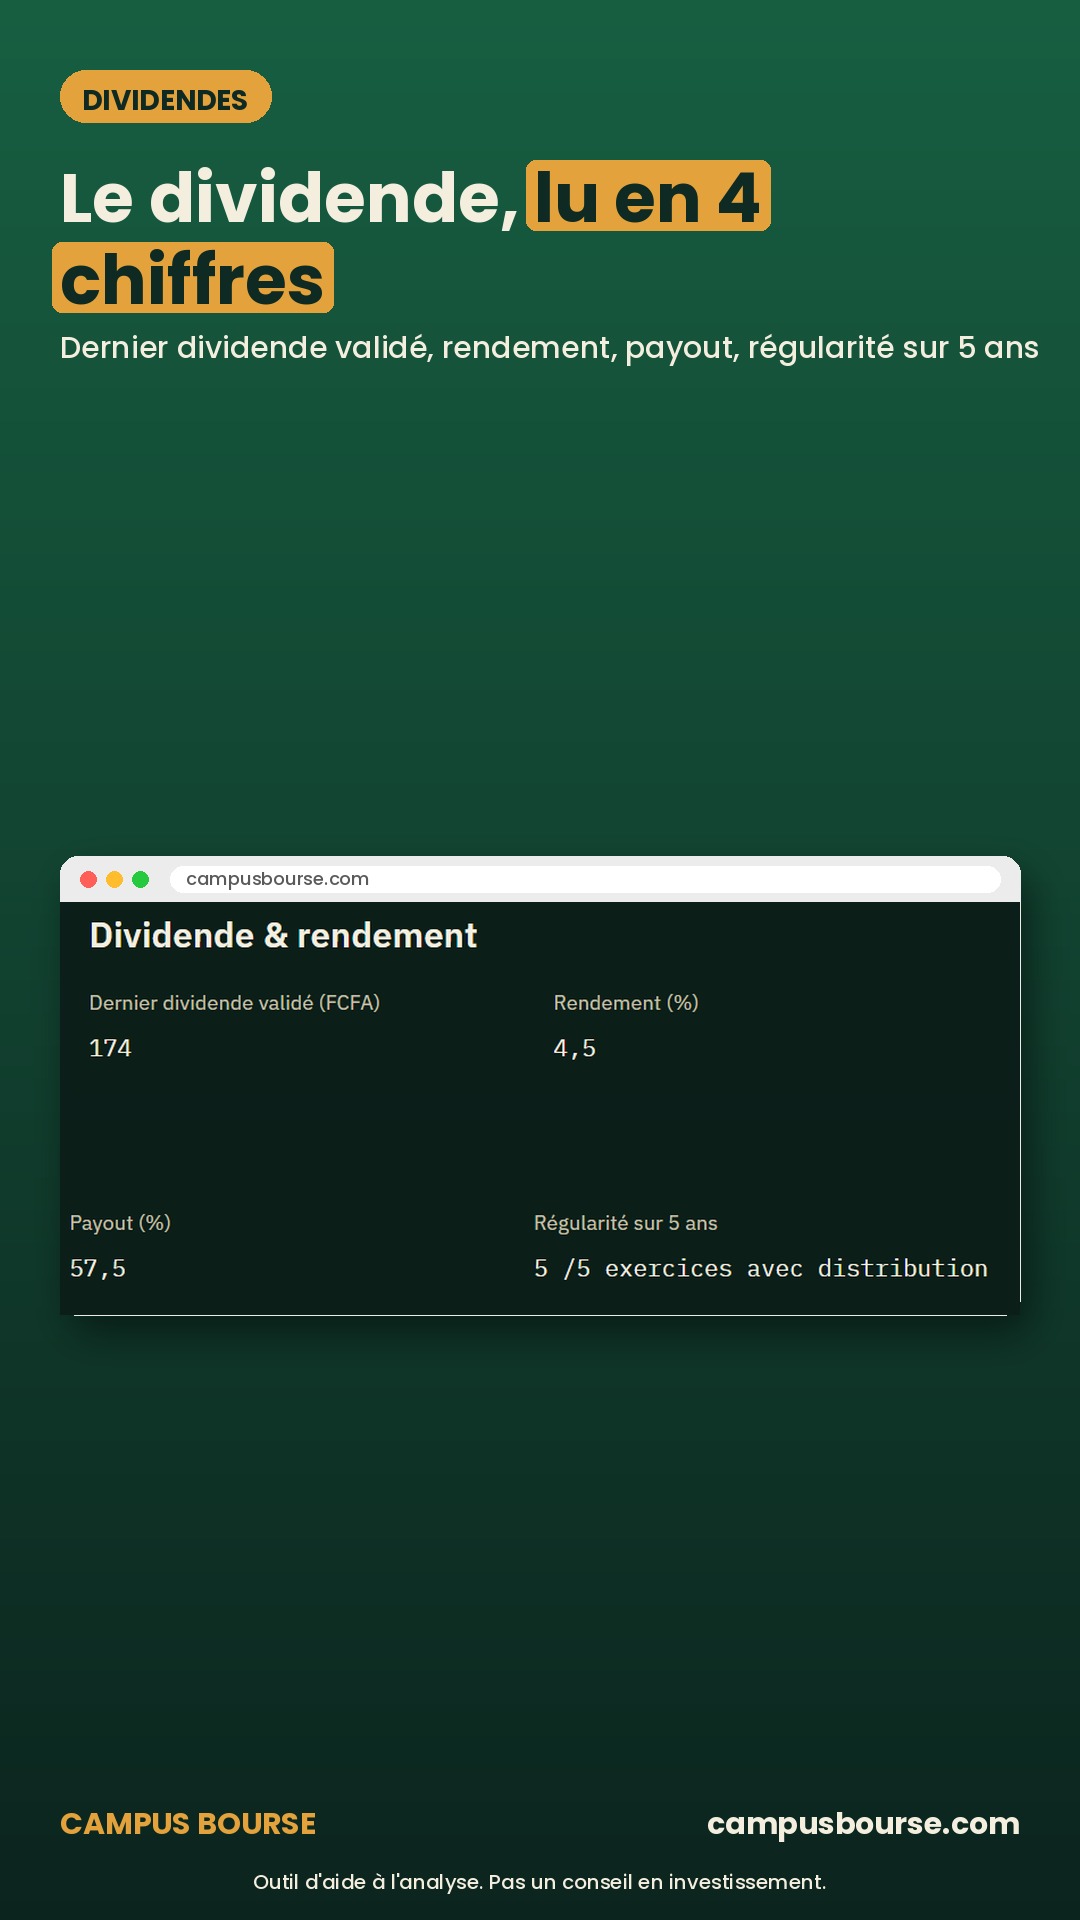 DIVIDENDES
Le dividende, lu en 4
chiffres
Dernier dividende validé, rendement, payout, régularité sur 5 ans
campusbourse.com
Dividende & rendement
Dernier dividende validé (FCFA)
Rendement (%)
174
4,5
Payout (%)
Régularité sur 5 ans
57,5
5 /5 exercices avec distribution
CAMPUS BOURSE
campusbourse.com
Outil d'aide à l'analyse. Pas un conseil en investissement.